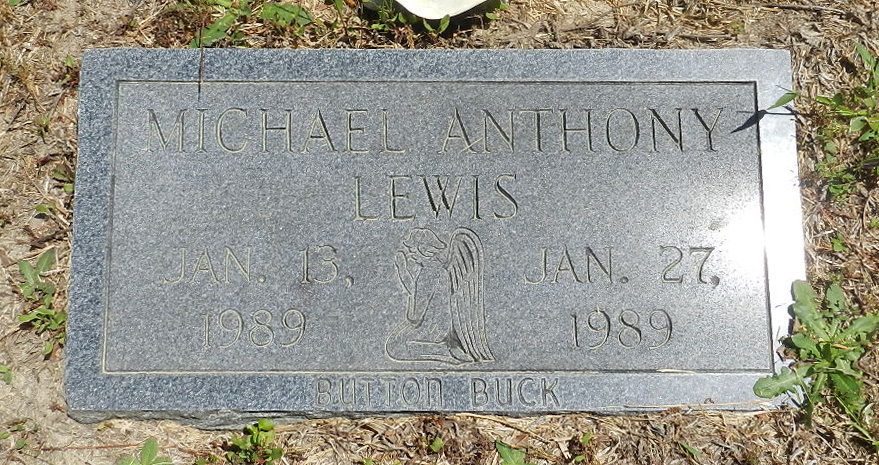 MICHAEL ANTHONY
LEWIS
JAN. 13, JAN. 27,
1989 1989
BUTTON BUCK